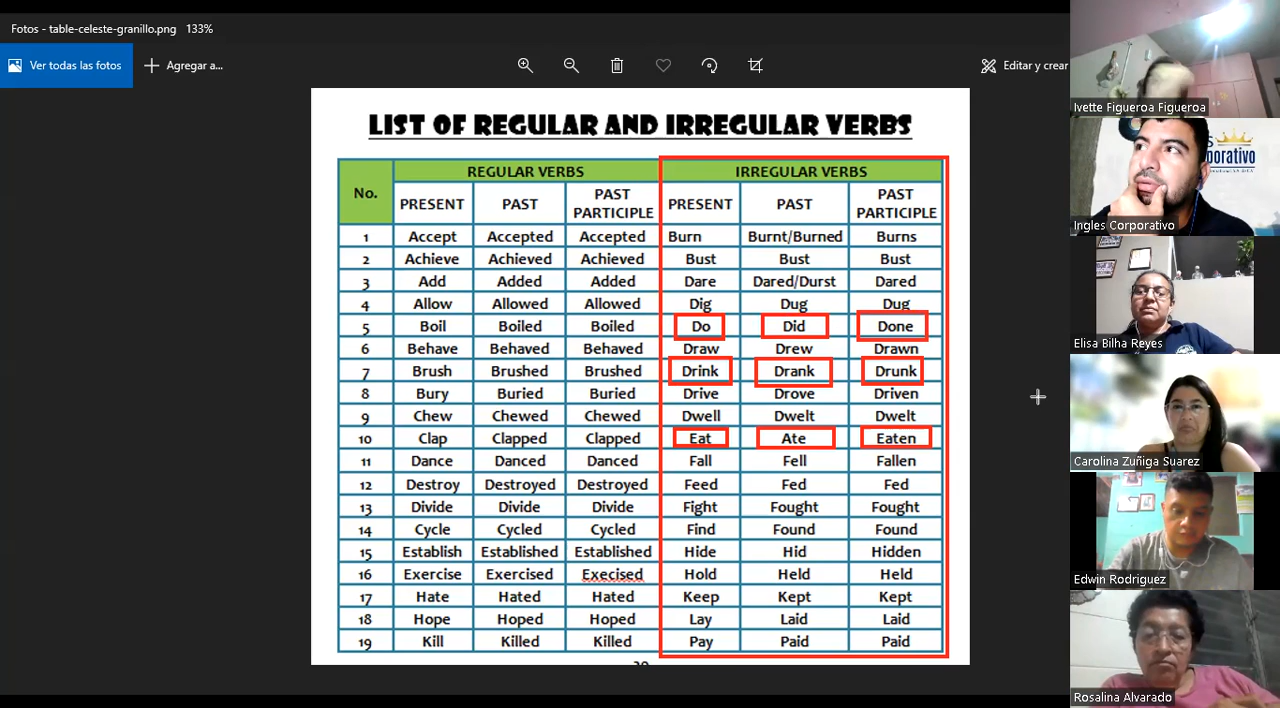 Fotos - table-celeste-granillo.png 133%
Ver todas las fotos
Agregar a...
Editar y crear
LIST OF REGULAR AND IRREGULAR VERBS
No. REGULAR VERBS IRREGULAR VERBS
PRESENT PAST PAST PARTICIPLE PRESENT PAST PAST PARTICIPLE
1 Accept Accepted Accepted Burn Burnt/Burned Burns
2 Achieve Achieved Achieved Bust Bust Bust
3 Add Added Added Dare Dared/Durst Dared
4 Allow Allowed Allowed Dig Dug Dug
5 Boil Boiled Boiled Do Did Done
6 Behave Behaved Behaved Draw Drew Drawn
7 Brush Brushed Brushed Drink Drank Drunk
8 Bury Buried Buried Drive Drove Driven
9 Chew Chewed Chewed Dwell Dwelt Dwelt
10 Clap Clapped Clapped Eat Ate Eaten
11 Dance Danced Danced Fall Fell Fallen
12 Destroy Destroyed Destroyed Feed Fed Fed
13 Divide Divide Divide Fight Fought Fought
14 Cycle Cycled Cycled Find Found Found
15 Establish Established Established Hide Hid Hidden
16 Exercise Exercised Execised Hold Held Held
17 Hate Hated Hated Keep Kept Kept
18 Hope Hoped Hoped Lay Laid Laid
19 Kill Killed Killed Pay Paid Paid
Ivette Figueroa Figueroa
Ingles Corporativo
Elisa Bilha Reyes
Carolina Zuñiga Suarez
Edwin Rodriguez
Rosalina Alvarado